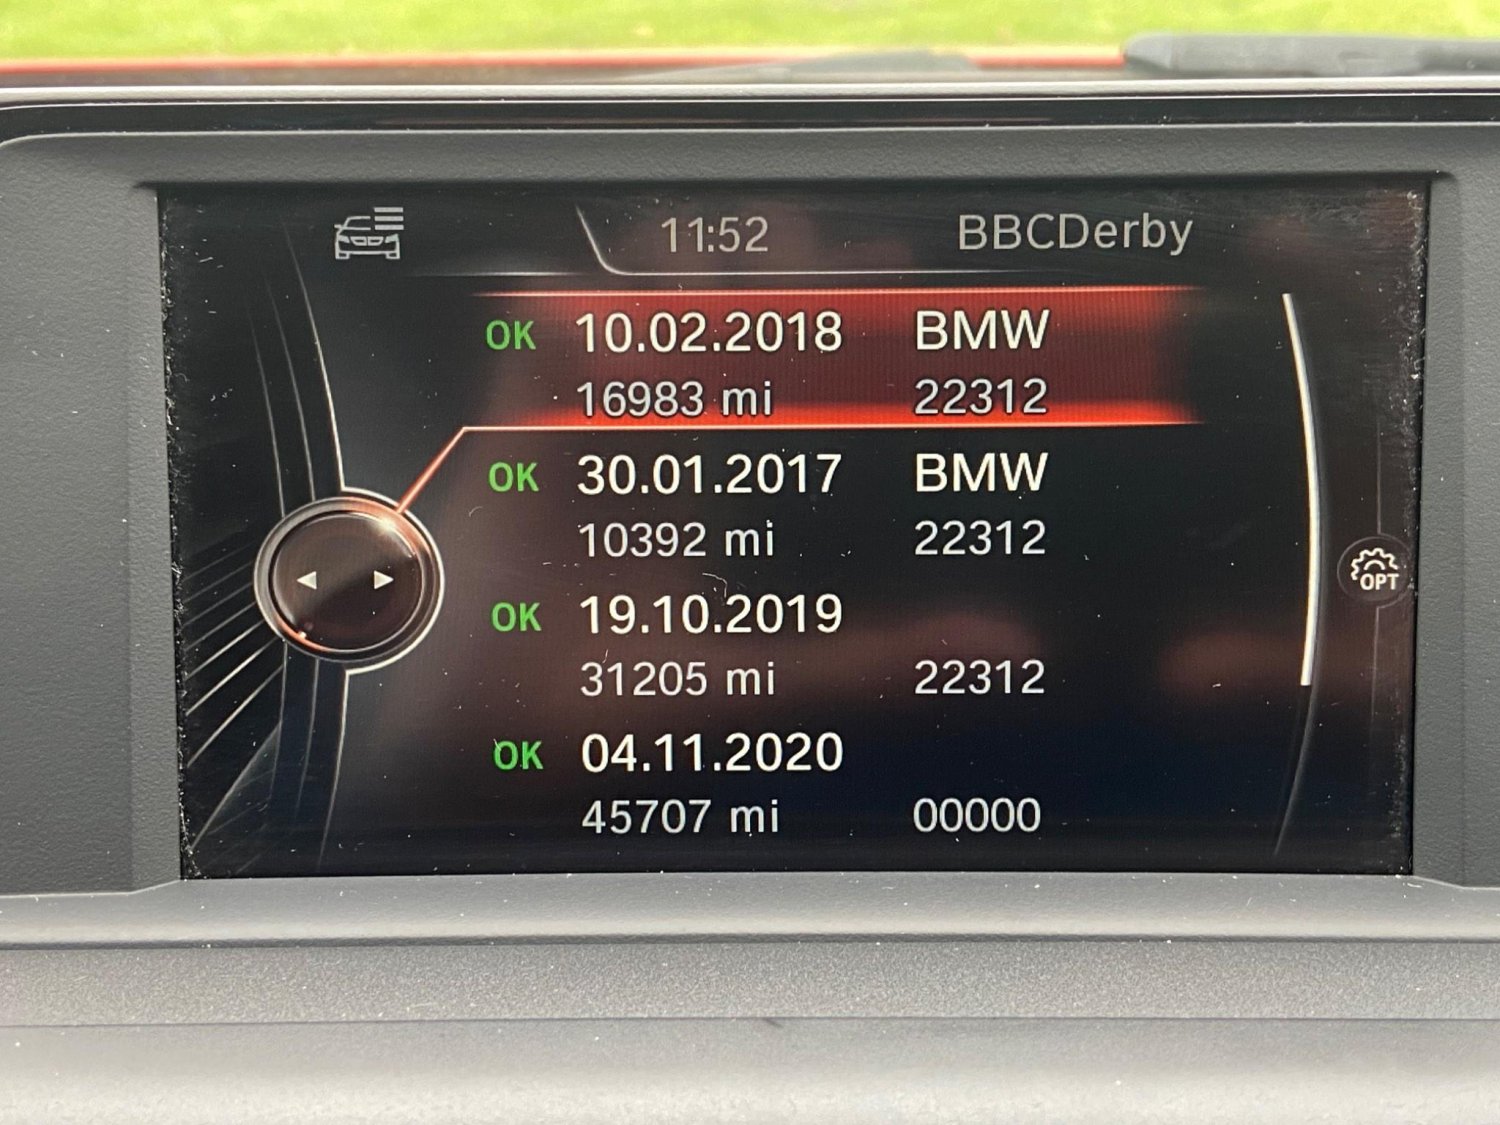 11:52 BBCDerby
OK 10.02.2018 BMW
16983 mi 22312
OK 30.01.2017 BMW
10392 mi 22312
OK 19.10.2019
31205 mi 22312
OPT
OK 04.11.2020
45707 mi 00000